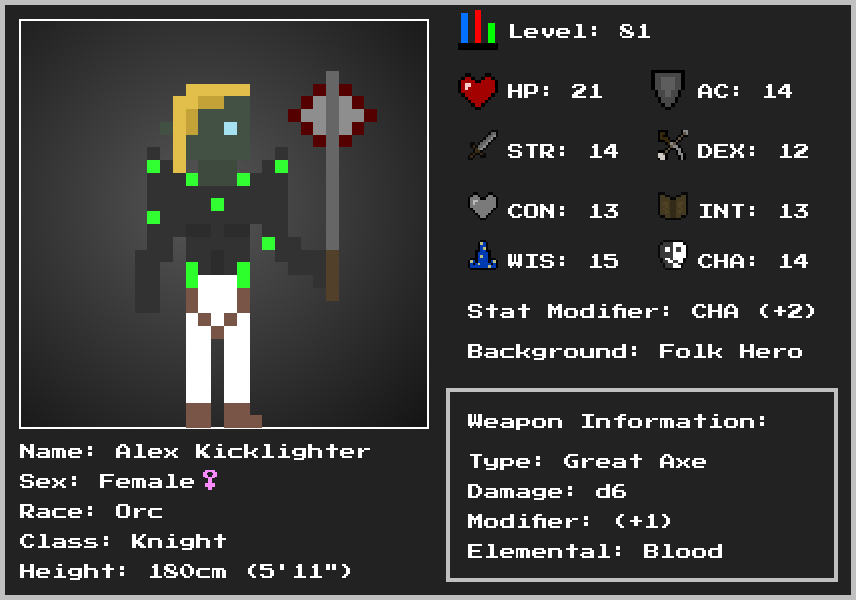 Level: 81
HP: 21 AC: 14
STR: 14 DEX: 12
CON: 13 INT: 13
WIS: 15 CHA: 14
Stat Modifier: CHA (+2)
Background: Folk Hero
Weapon Information:
Type: Great Axe
Damage: d6
Modifier: (+1)
Elemental: Blood
Name: Alex Kicklighter
Sex: Female♀
Race: Orc
Class: Knight
Height: 180cm (5'11")